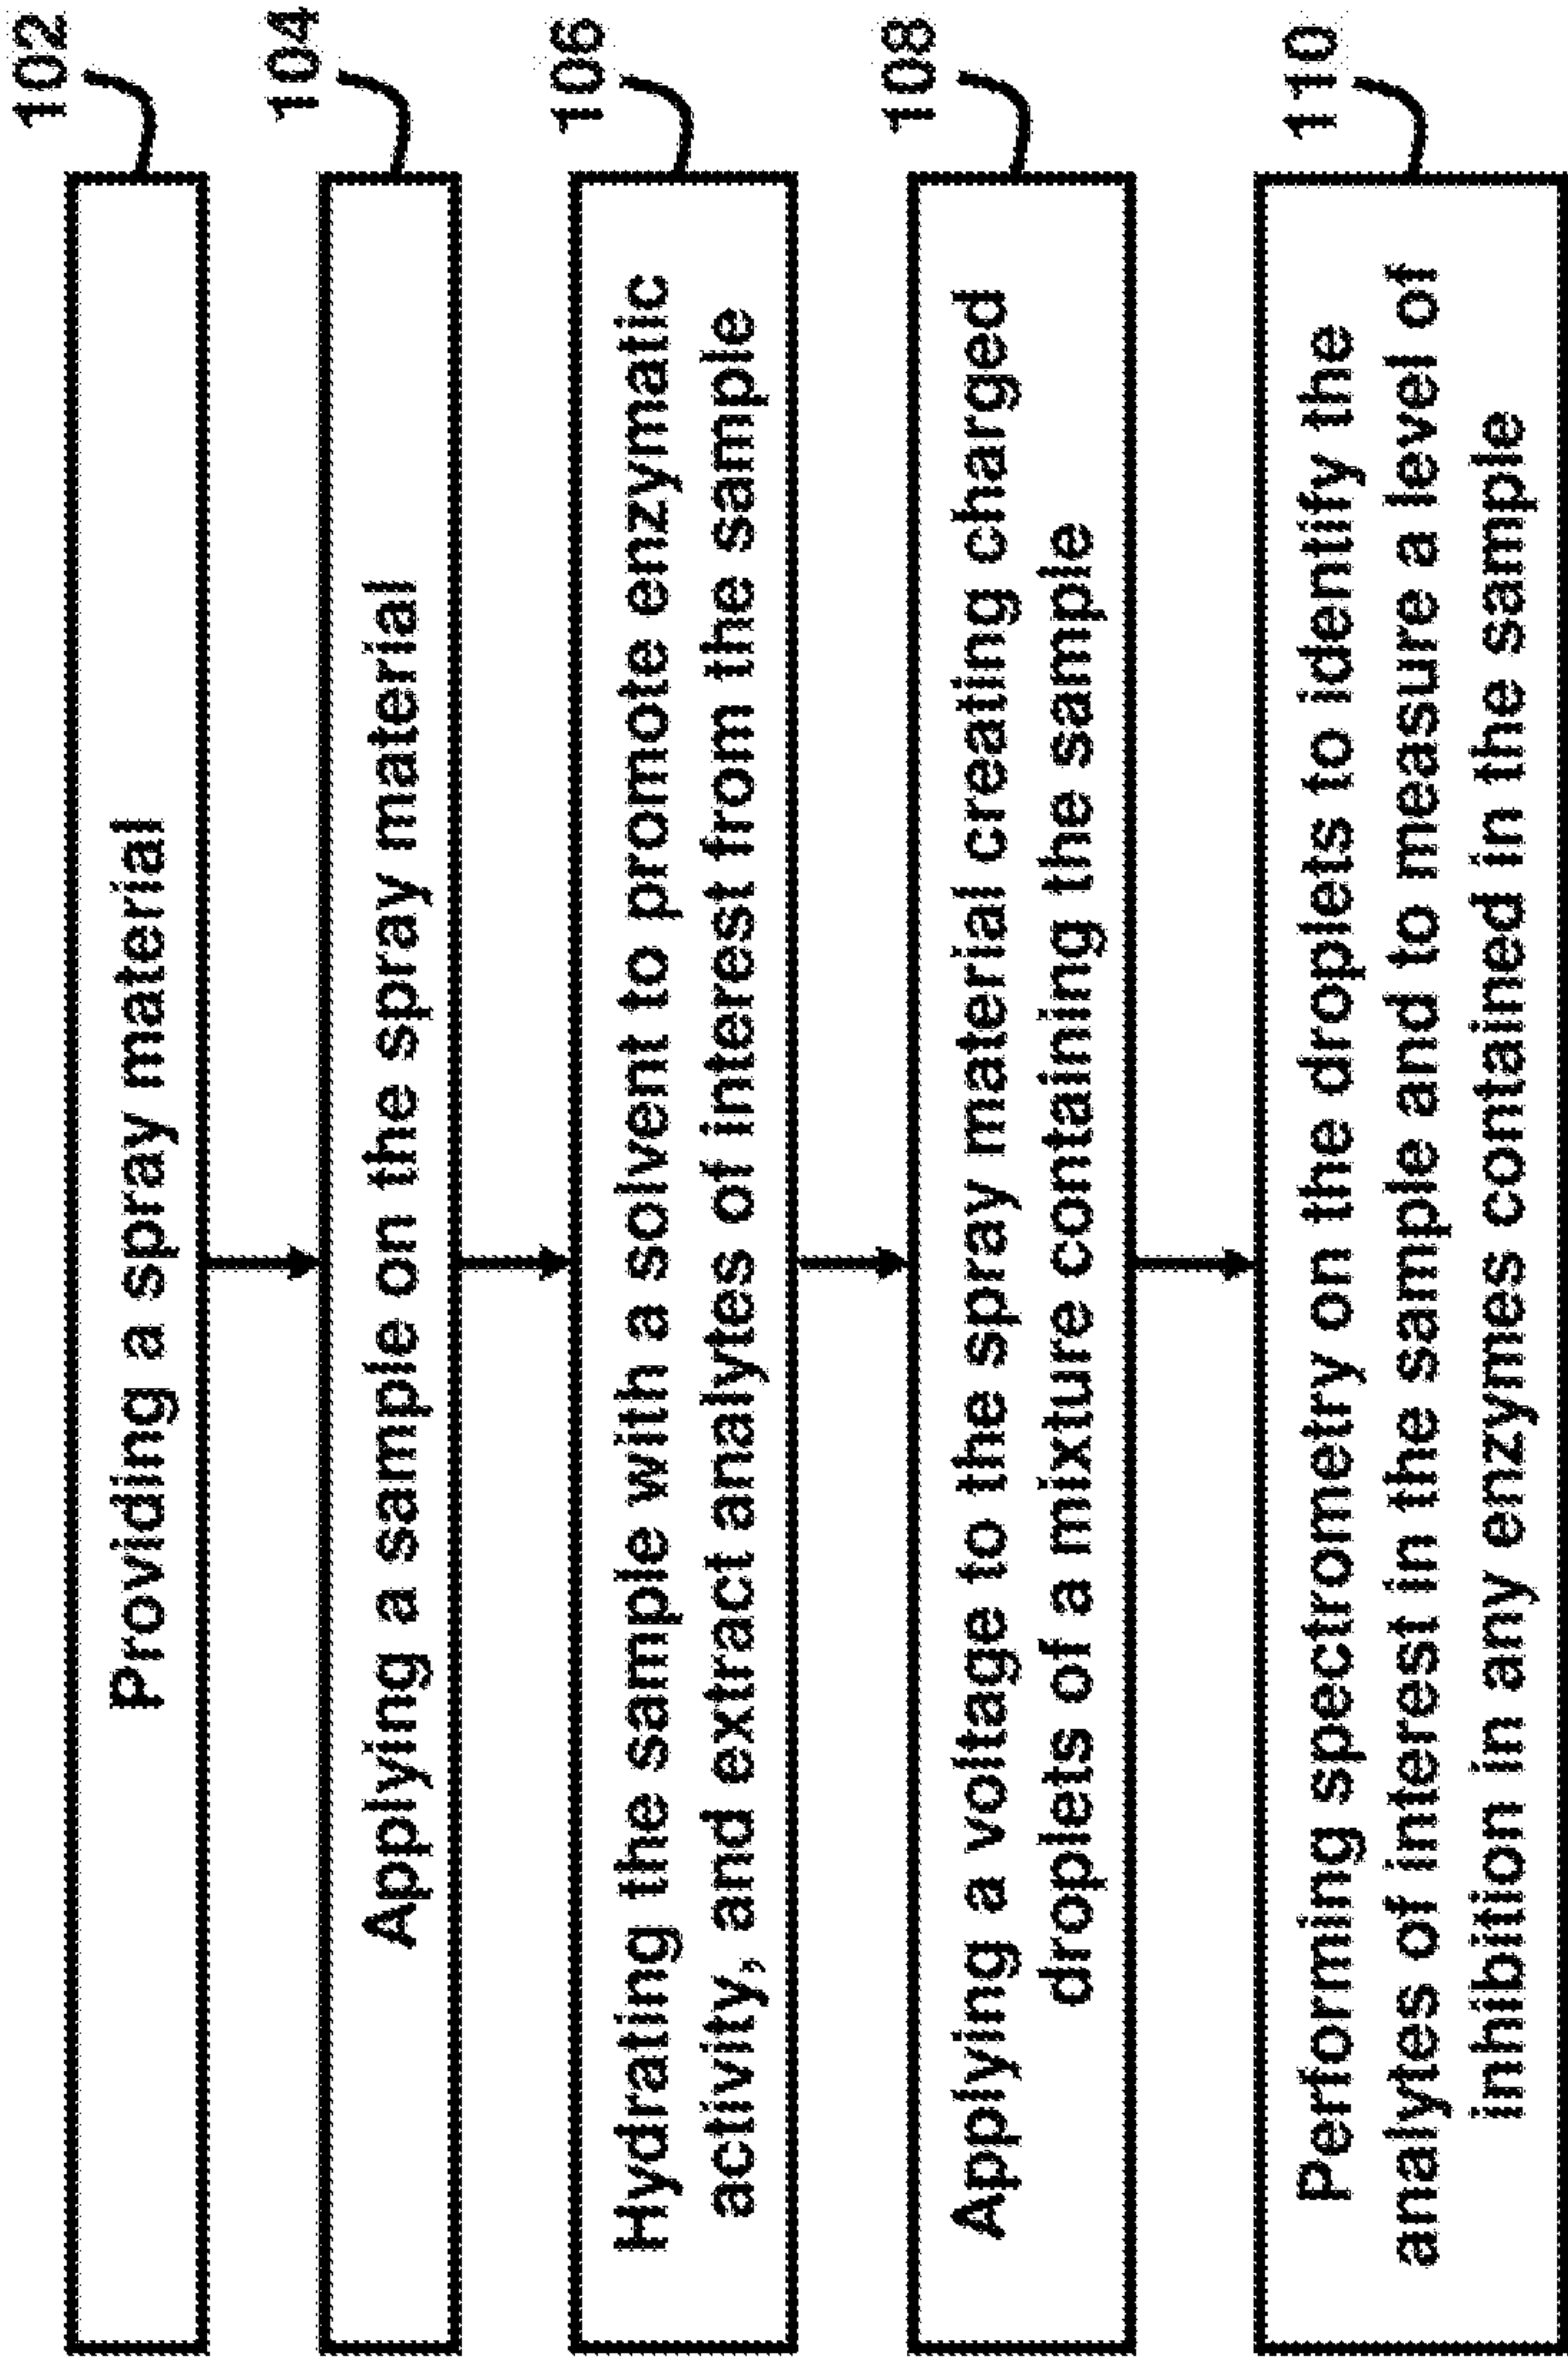 102
Providing a spray material
104
Applying a sample on the spray material
106
Hydrating the sample with a solvent to promote enzymatic
activity, and extract analytes of interest from the sample
108
Applying a voltage to the spray material creating charged
droplets of a mixture containing the sample
110
Performing spectrometry on the droplets to identify the
analytes of interest in the sample and to measure a level of
inhibition in any enzymes contained in the sample